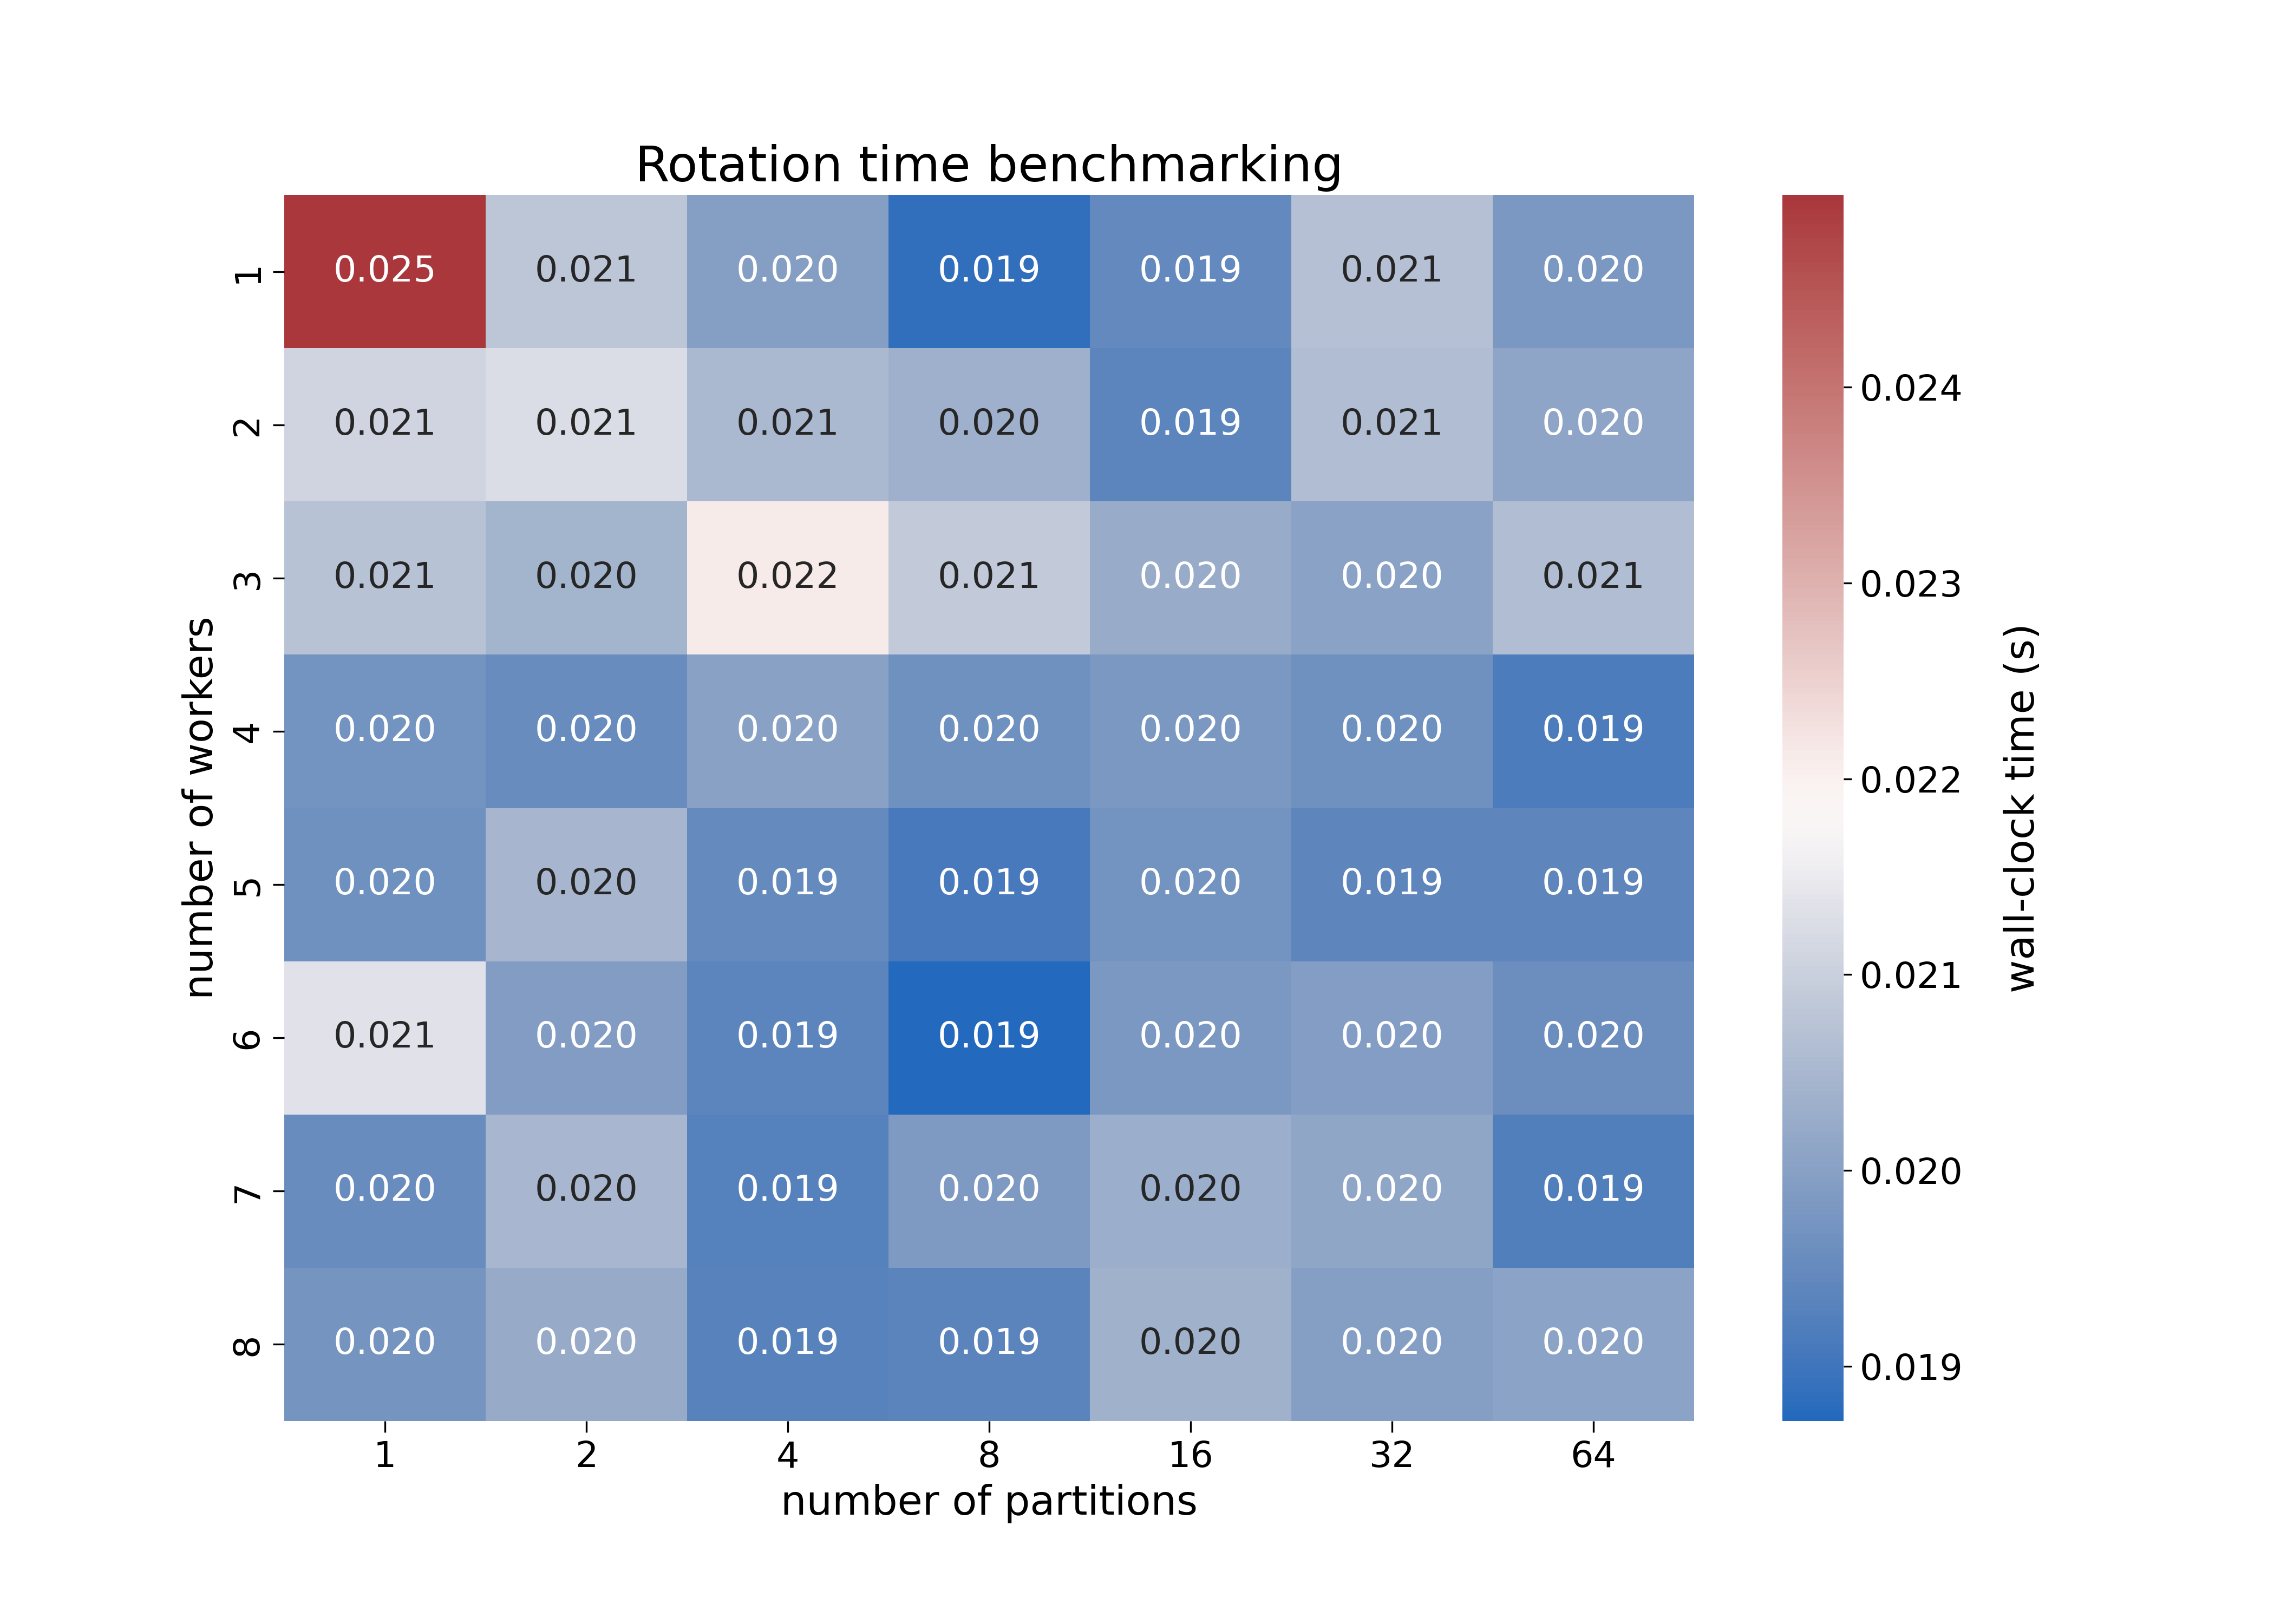 Rotation time benchmarking
1 0.025 0.021 0.020 0.019 0.019 0.021 0.020
2 0.021 0.021 0.021 0.020 0.019 0.021 0.020
3 0.021 0.020 0.022 0.021 0.020 0.020 0.021
4 0.020 0.020 0.020 0.020 0.020 0.020 0.019
5 0.020 0.020 0.019 0.019 0.020 0.019 0.019
6 0.021 0.020 0.019 0.019 0.020 0.020 0.020
7 0.020 0.020 0.019 0.020 0.020 0.020 0.019
8 0.020 0.020 0.019 0.019 0.020 0.020 0.020
1 2 4 8 16 32 64
number of partitions
number of workers
0.024
0.023
0.022
0.021
0.020
0.019
wall-clock time (s)